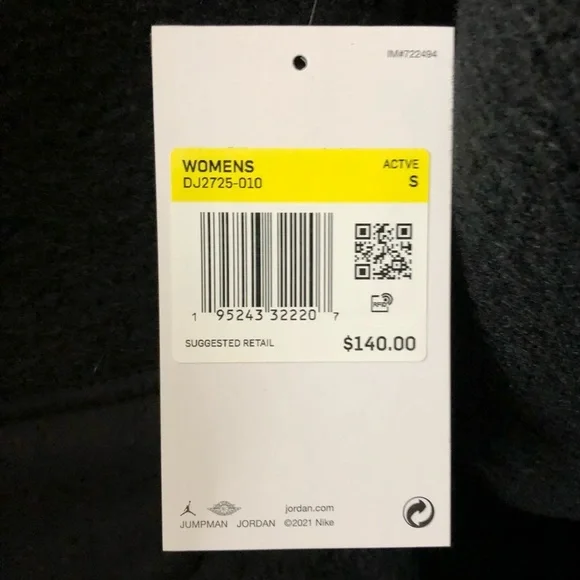 IM#722494
WOMENS ACTVE
DJ2725-010 S
1 95243 32220 7
RFID
SUGGESTED RETAIL $140.00
jordan.com
JUMPMAN JORDAN ©2021 Nike